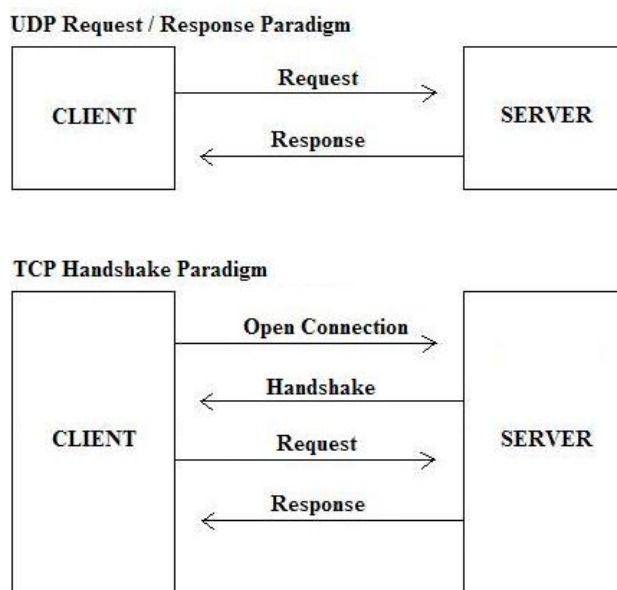 UDP Request / Response Paradigm
Request
CLIENT
SERVER
Response
TCP Handshake Paradigm
Open Connection
Handshake
CLIENT
Request
SERVER
Response